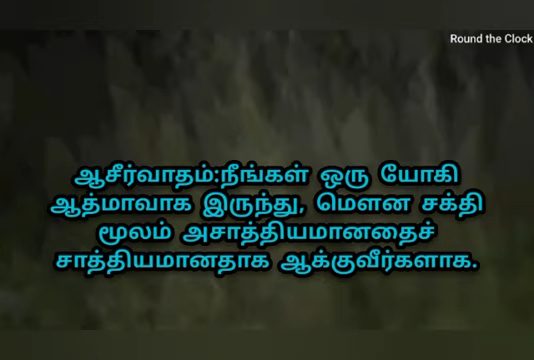 Round the Clock
ஆசீர்வாதம்:நீங்கள் ஒரு யோகி
ஆத்மாவாக இருந்து, மௌன சக்தி
மூலம் அசாத்தியமானதைச்
சாத்தியமானதாக ஆக்குவீர்களாக.